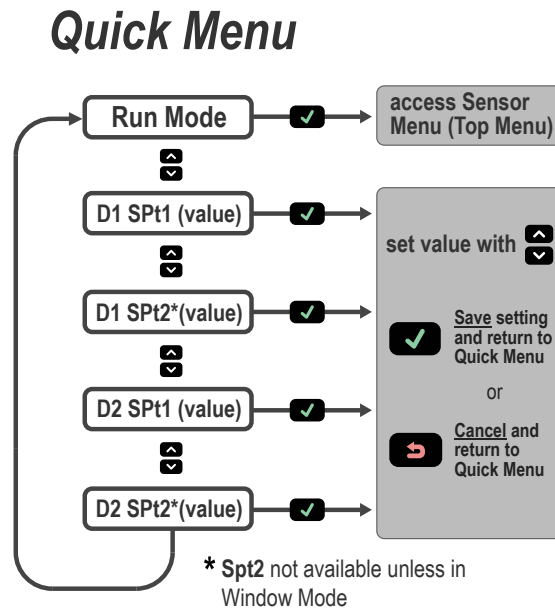 Quick Menu
Run Mode
access Sensor
Menu (Top Menu)
D1 SPt1 (value)
set value with
D1 SPt2*(value)
Save setting
and return to
Quick Menu
or
D2 SPt1 (value)
Cancel and
return to
Quick Menu
D2 SPt2*(value)
* Spt2 not available unless in
Window Mode